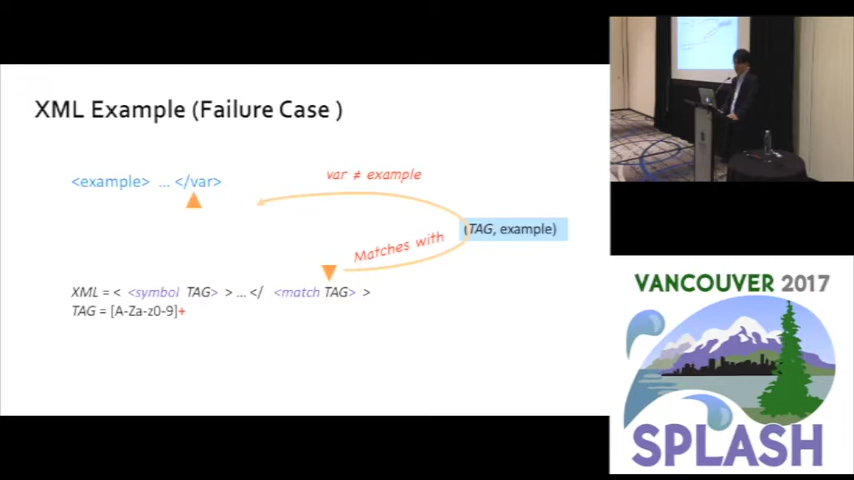 XML Example (Failure Case )
<example> ... </var>
var ≠ example
(TAG, example)
Matches with
XML = < <symbol TAG> > ... </ <match TAG> >
TAG = [A-Za-z0-9]+
VANCOUVER 2017
SPLASH